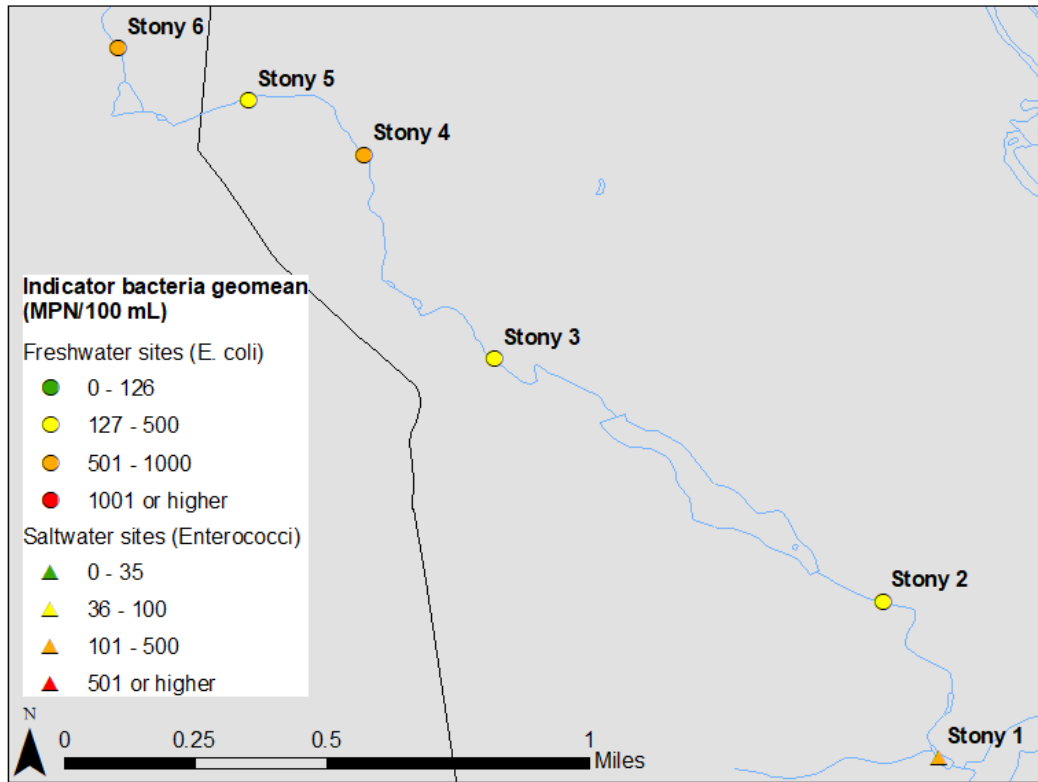 Stony 6
Stony 5
Stony 4
Stony 3
Stony 2
Stony 1
Indicator bacteria geomean
(MPN/100 mL)
Freshwater sites (E. coli)
0 - 126
127 - 500
501 - 1000
1001 or higher
Saltwater sites (Enterococci)
0 - 35
36 - 100
101 - 500
501 or higher
N
0 0.25 0.5 1
Miles